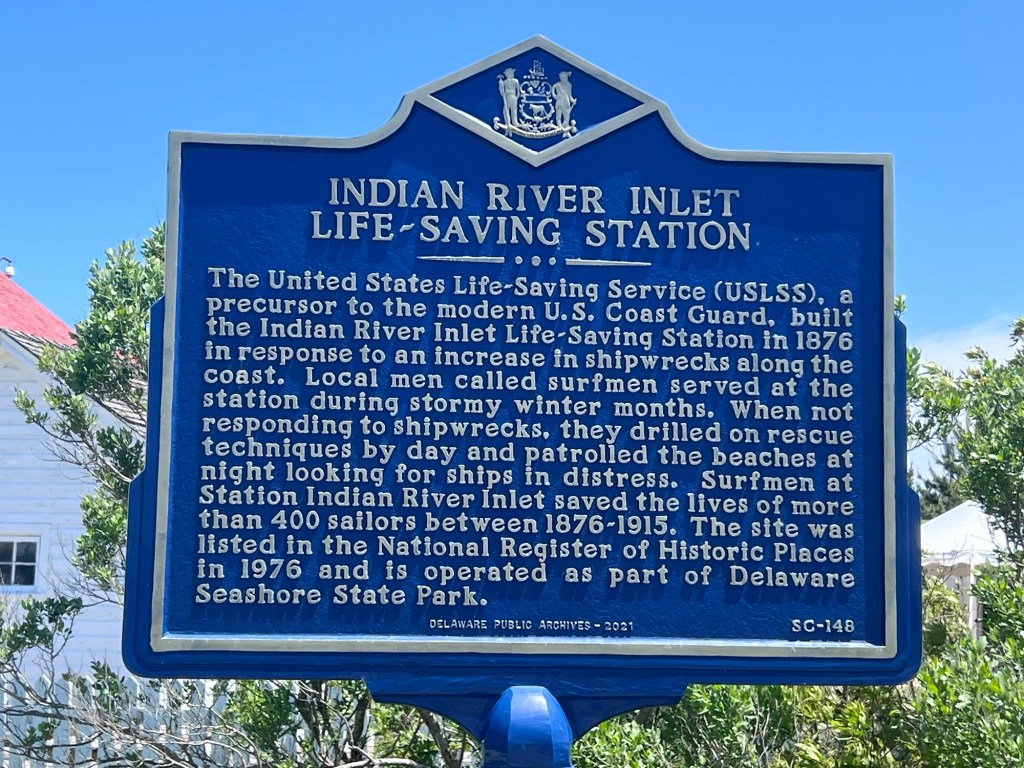 INDIAN RIVER INLET
LIFE-SAVING STATION
The United States Life-Saving Service (USLSS), a
precursor to the modern U.S. Coast Guard, built
the Indian River Inlet Life-Saving Station in 1876
in response to an increase in shipwrecks along the
coast. Local men called surfmen served at the
station during stormy winter months. When not
responding to shipwrecks, they drilled on rescue
techniques by day and patrolled the beaches at
night looking for ships in distress. Surfmen at
Station Indian River Inlet saved the lives of more
than 400 sailors between 1876-1915. The site was
listed in the National Register of Historic Places
in 1976 and is operated as part of Delaware
Seashore State Park.
DELAWARE PUBLIC ARCHIVES - 2021
SC-148